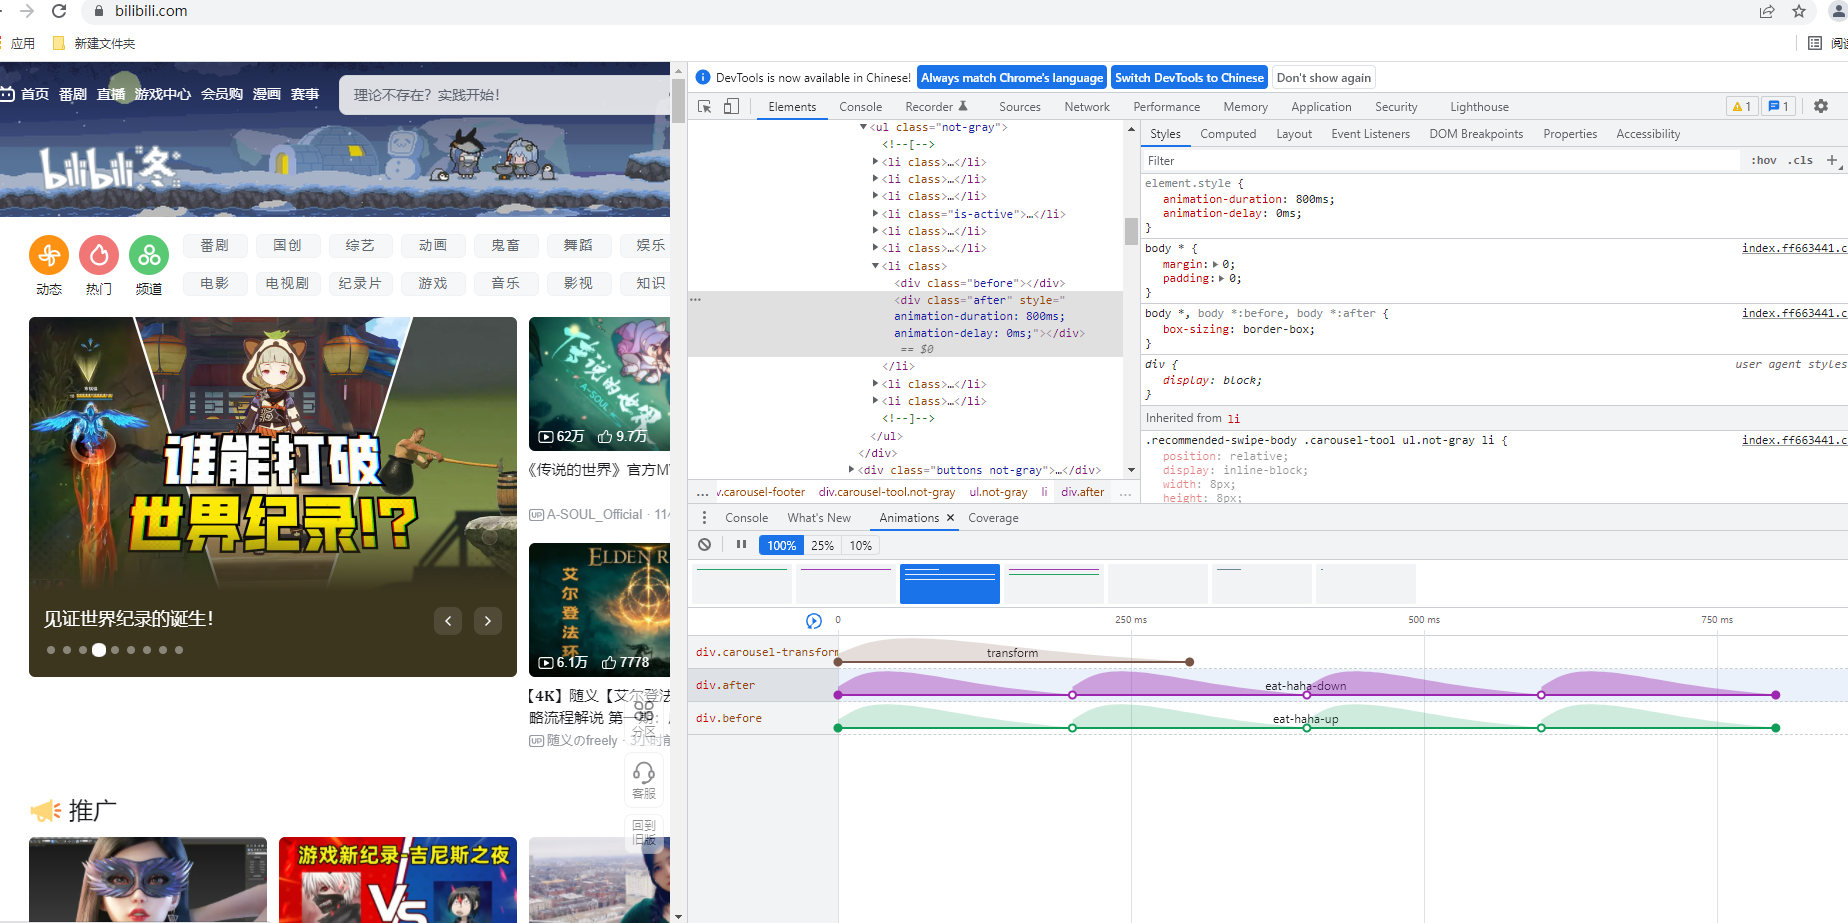 bilibili.com
应用
新建文件夹
首页 番剧 直播 游戏中心 会员购 漫画 赛事
理论不存在？实践开始！
bilibili 冬
番剧 国创 综艺 动画 鬼畜 舞蹈 娱乐
动态 热门 频道
电影 电视剧 纪录片 游戏 音乐 影视 知识
谁能打破
世界纪录!?
见证世界纪录的诞生！
62万 9.7万
《传说的世界》官方M
UP A-SOUL_Official · 11
ELDEN R
艾尔登法环
6.1万 7778
【4K】随义【艾尔登法
略流程解说 第一期：
UP 随义のfreely · 3小时前
分区
客服
回到
旧版
推广
游戏新纪录-吉尼斯之夜
VS
DevTools is now available in Chinese!
Always match Chrome's language
Switch DevTools to Chinese
Don't show again
Elements Console Recorder Sources Network Performance Memory Application Security Lighthouse
1 1
<ul class="not-gray">
<!--[-->
<li class>…</li>
<li class>…</li>
<li class>…</li>
<li class="is-active">…</li>
<li class>…</li>
<li class>…</li>
<li class>
<div class="before"></div>
<div class="after" style="
animation-duration: 800ms;
animation-delay: 0ms;"></div>
== $0
</li>
<li class>…</li>
<li class>…</li>
<!--]-->
</ul>
</div>
<div class="buttons not-gray">…</div>
... v.carousel-footer div.carousel-tool.not-gray ul.not-gray li div.after ...
Styles Computed Layout Event Listeners DOM Breakpoints Properties Accessibility
Filter
:hov .cls +
element.style {
animation-duration: 800ms;
animation-delay: 0ms;
}
body * { index.ff663441.c
margin: 0;
padding: 0;
}
body *, body *:before, body *:after { index.ff663441.c
box-sizing: border-box;
}
div { user agent styles
display: block;
}
Inherited from li
.recommended-swipe-body .carousel-tool ul.not-gray li { index.ff663441.c
position: relative;
display: inline-block;
width: 8px;
height: 8px;
Console What's New Animations × Coverage
100% 25% 10%
0 250 ms 500 ms 750 ms
div.carousel-transform transform
div.after eat-haha-down
div.before eat-haha-up